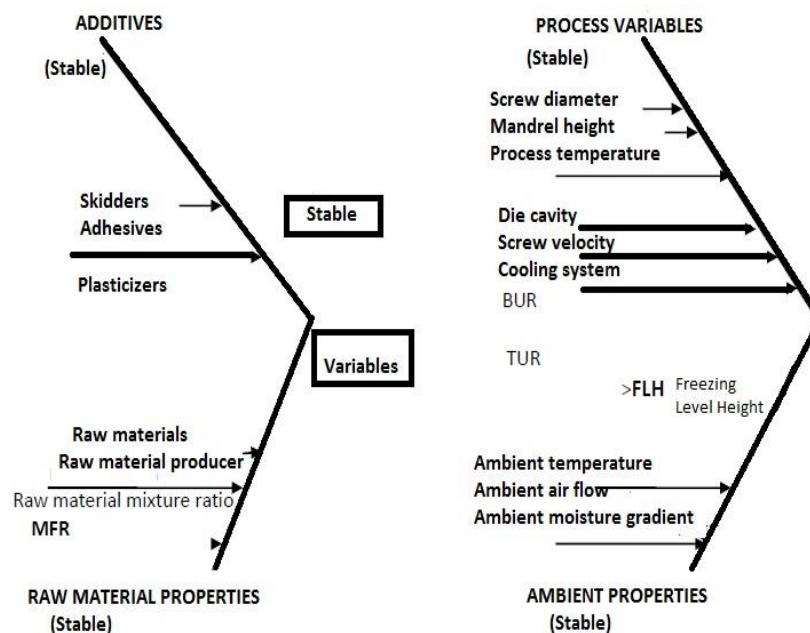 ADDITIVES
(Stable)
Skidders
Adhesives
Plasticizers
Stable
Variables
Raw materials
Raw material producer
Raw material mixture ratio
MFR
RAW MATERIAL PROPERTIES
(Stable)
PROCESS VARIABLES
(Stable)
Screw diameter
Mandrel height
Process temperature
Die cavity
Screw velocity
Cooling system
BUR
TUR
>FLH Freezing
Level Height
Ambient temperature
Ambient air flow
Ambient moisture gradient
AMBIENT PROPERTIES
(Stable)